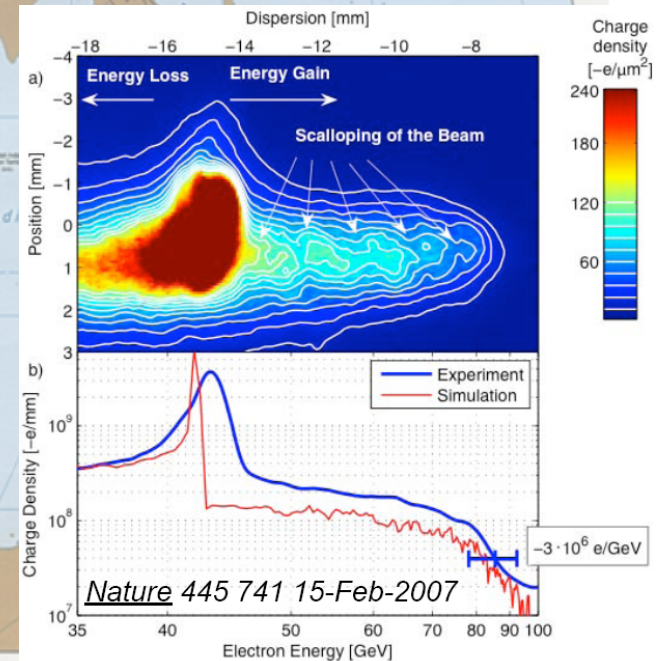 Dispersion [mm]
-18 -16 -14 -12 -10 -8
Charge
density
[-e/µm²]
240
180
120
60
a)
Energy Loss Energy Gain
Scalloping of the Beam
Position [mm]
-4
-3
-2
-1
0
1
2
3
b)
Experiment
Simulation
Charge Density [-e/mm]
10⁹
10⁸
10⁷
-3·10⁶ e/GeV
Nature 445 741 15-Feb-2007
35 50 60 70 80 90 100
Electron Energy [GeV]